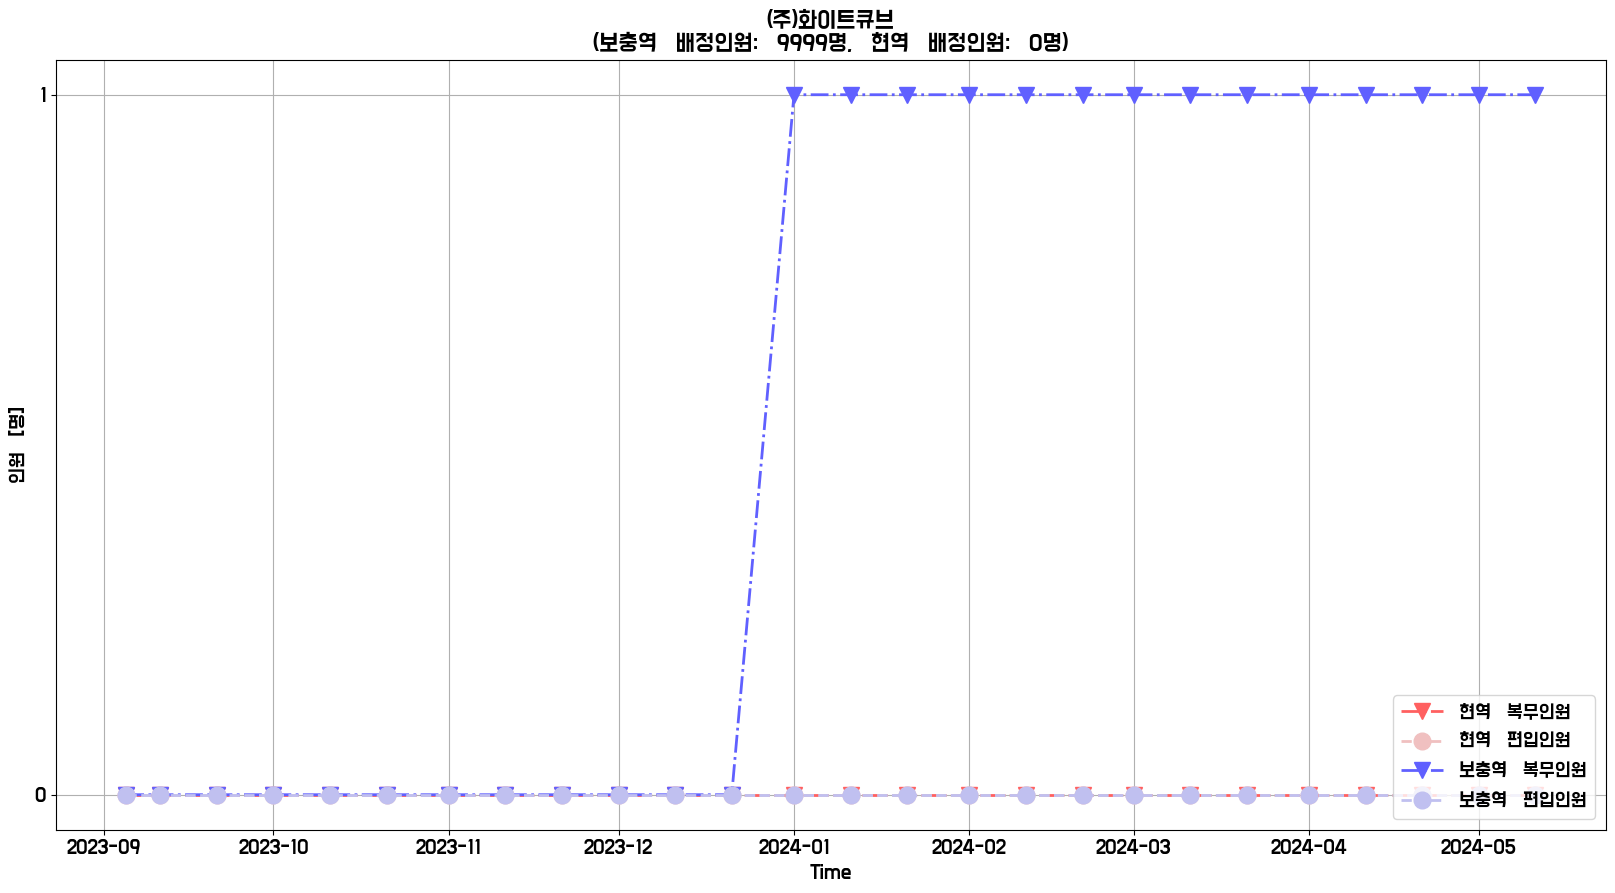 (주)화이트큐브
(보충역 배정인원: 9999명, 현역 배정인원: 0명)
1
0
인원 [명]
2023-09 2023-10 2023-11 2023-12 2024-01 2024-02 2024-03 2024-04 2024-05
Time
현역 복무인원
현역 편입인원
보충역 복무인원
보충역 편입인원